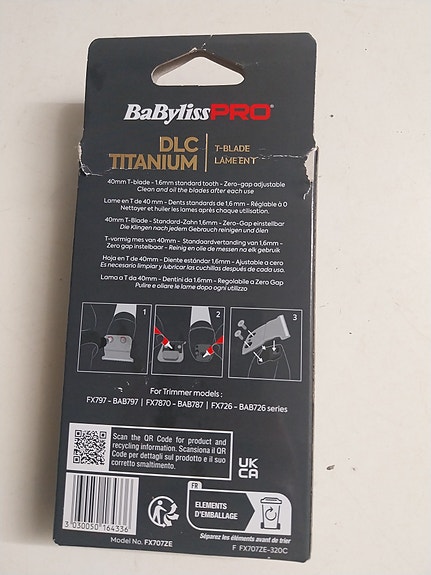 BaBylissPRO®
DLC
TITANIUM
T-BLADE
LAME EN T
40mm T-blade - 1.6mm standard tooth - Zero-gap adjustable
Clean and oil the blades after each use
Lame en T de 40 mm - Dents standards de 1.6 mm - Réglable à 0
Nettoyer et huiler les lames après chaque utilisation.
40mm T-Blade - Standard-Zahn 1.6mm - Zero-Gap einstellbar
Die Klingen nach jedem Gebrauch reinigen und ölen
T-vormig mes van 40mm - Standaardvertanding van 1,6mm -
Zero gap instelbaar - Reinig en olie de messen na elk gebruik
Hoja en T de 40mm - Diente estándar 1.6mm - Ajustable a cero
Es necesario limpiar y lubricar las cuchillas después de cada uso.
Lama a T da 40mm - Dentini da 1.6mm - Regolabile a Zero Gap
Pulire e oliare le lame dopo ogni utilizzo
1
2
3
For Trimmer models :
FX797 - BAB797 | FX7870 - BAB787 | FX726 - BAB726 series
Scan the QR Code for product and
recycling information. Scansiona il QR
Code per dettagli sul prodotto e il suo
corretto smaltimento.
UK
CA
3 030050 164336
FR
ELEMENTS
D'EMBALLAGE
Séparez les éléments avant de trier
Model No. FX707ZE
F FX707ZE-320C